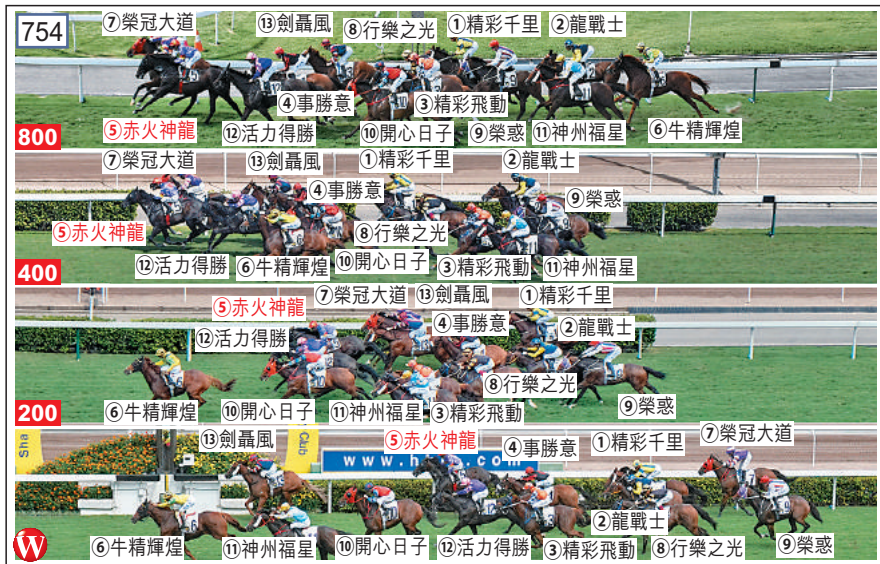 754
⑦榮冠大道 ⑬劍聶風 ⑧行樂之光 ①精彩千里 ②龍戰士
④事勝意 ③精彩飛動
800 ⑤赤火神龍 ⑫活力得勝 ⑩開心日子 ⑨榮惑 ⑪神州福星 ⑥牛精輝煌
⑦榮冠大道 ⑬劍聶風 ①精彩千里 ②龍戰士
④事勝意 ⑨榮惑
⑤赤火神龍 ⑧行樂之光
400 ⑫活力得勝 ⑥牛精輝煌 ⑩開心日子 ③精彩飛動 ⑪神州福星
⑤赤火神龍 ⑦榮冠大道 ⑬劍聶風 ①精彩千里
⑫活力得勝 ④事勝意 ②龍戰士
⑧行樂之光
200 ⑥牛精輝煌 ⑩開心日子 ⑪神州福星 ③精彩飛動 ⑨榮惑
Sha ⑬劍聶風 ⑤赤火神龍 ④事勝意 ①精彩千里 ⑦榮冠大道
②龍戰士
W ⑥牛精輝煌 ⑪神州福星 ⑩開心日子 ⑫活力得勝 ③精彩飛動 ⑧行樂之光 ⑨榮惑